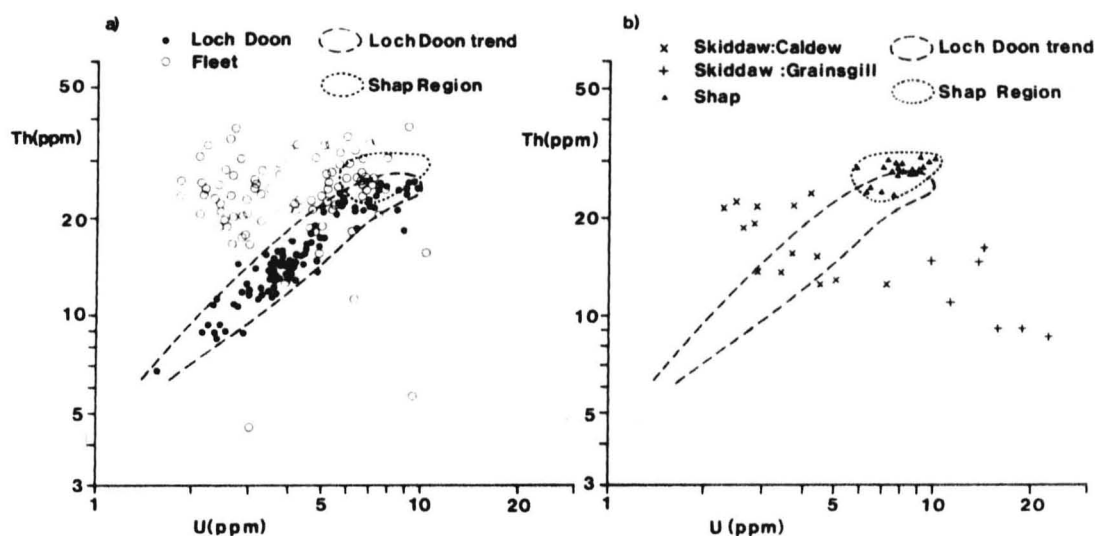 a)
Loch Doon
Fleet
Loch Doon trend
Shap Region
50
Th(ppm)
20
10
5
3
1
5
10
20
U(ppm)
b)
Skiddaw:Caldew
Skiddaw :Grainsgill
Shap
Loch Doon trend
Shap Region
50
Th(ppm)
20
10
5
3
1
2
5
10
20
U (ppm)